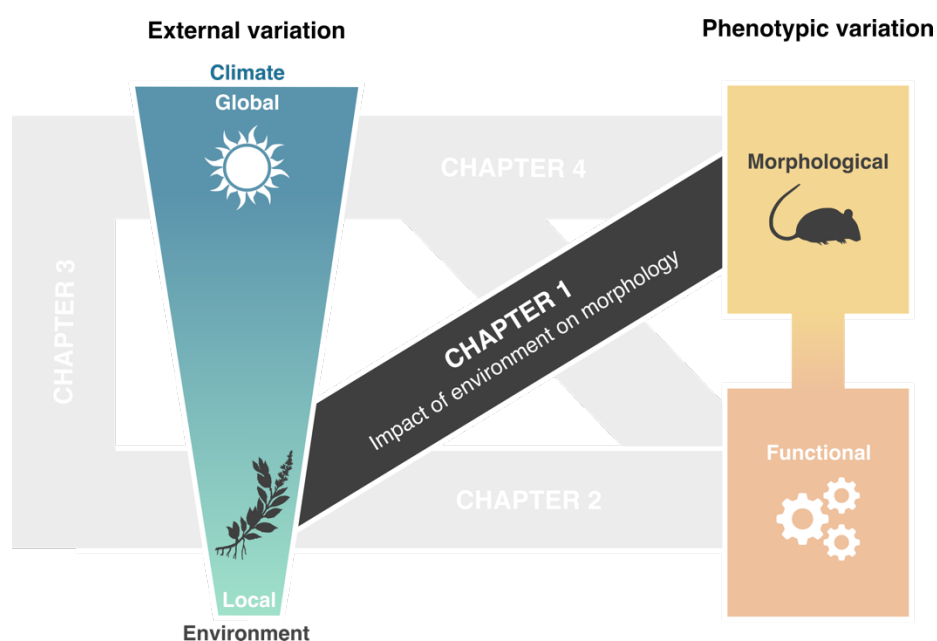 External variation
Phenotypic variation
Climate
Global
CHAPTER 4
Morphological
CHAPTER 3
CHAPTER 1
Impact of environment on morphology
Functional
CHAPTER 2
Local
Environment